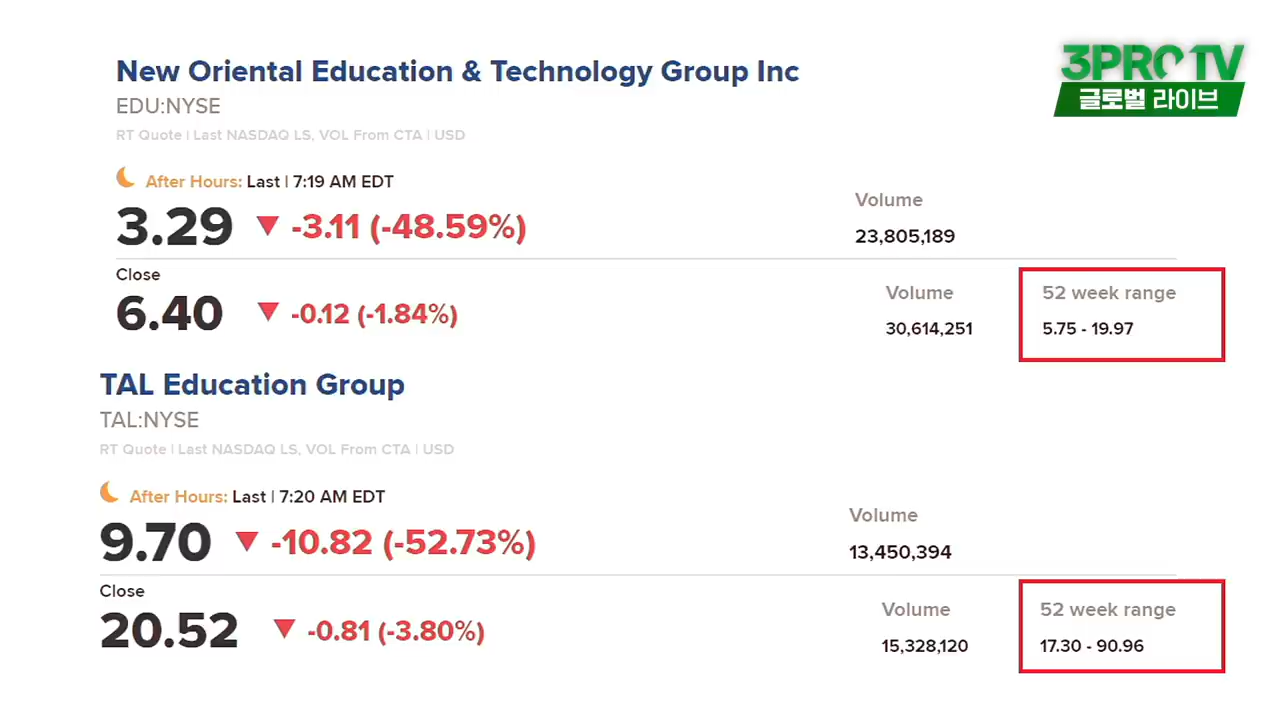 New Oriental Education & Technology Group Inc
3PRO TV
글로벌 라이브
EDU:NYSE
RT Quote | Last NASDAQ LS, VOL From CTA | USD
After Hours: Last | 7:19 AM EDT
3.29 ▼ -3.11 (-48.59%)
Volume
23,805,189
Close
6.40 ▼ -0.12 (-1.84%)
Volume
30,614,251
52 week range
5.75 - 19.97
TAL Education Group
TAL:NYSE
RT Quote | Last NASDAQ LS, VOL From CTA | USD
After Hours: Last | 7:20 AM EDT
9.70 ▼ -10.82 (-52.73%)
Volume
13,450,394
Close
20.52 ▼ -0.81 (-3.80%)
Volume
15,328,120
52 week range
17.30 - 90.96